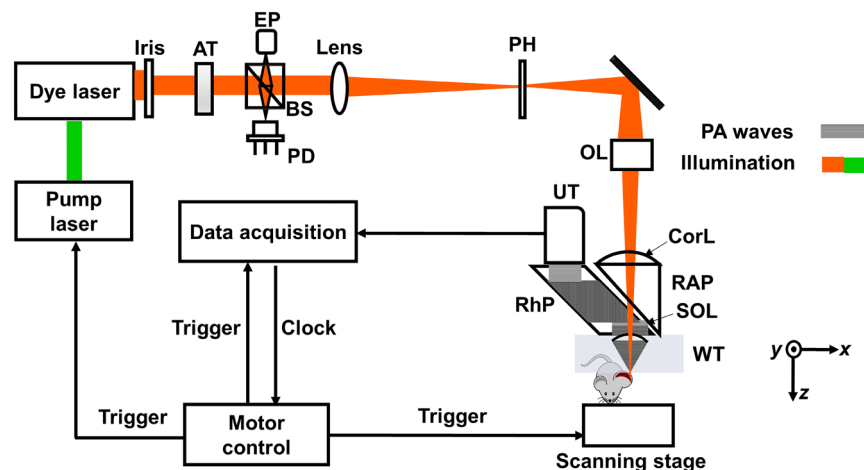 EP
Iris
AT
Lens
PH
Dye laser
BS
PD
OL
PA waves
Illumination
Pump
laser
UT
Data acquisition
CorL
RAP
RhP
SOL
Trigger
Clock
WT
y
x
z
Trigger
Motor
control
Trigger
Scanning stage